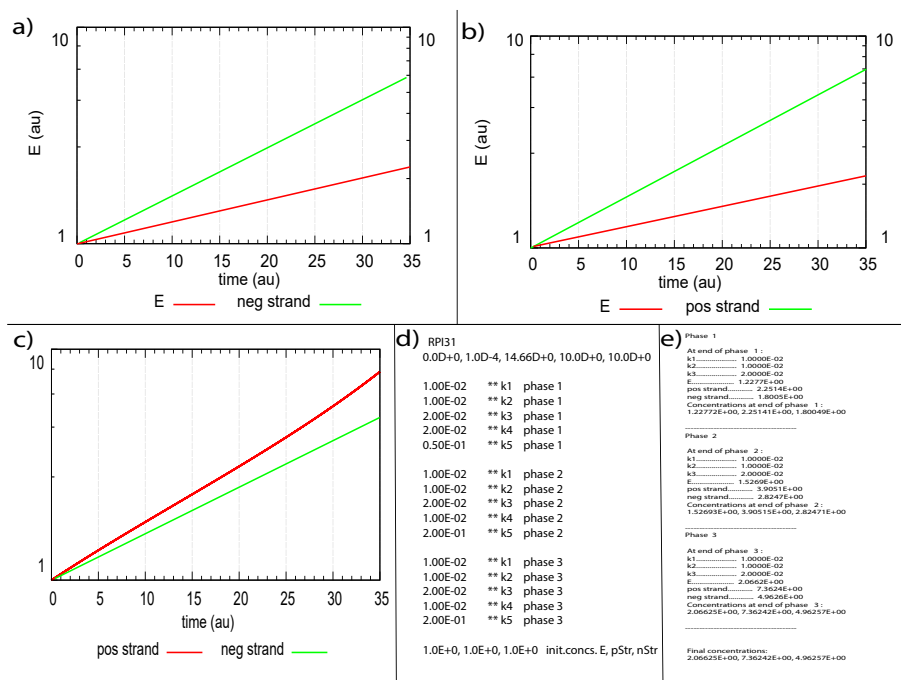 a)
10
10
E (au)
1
1
0
5
10
15
20
25
30
35
time (au)
E
neg strand
b)
10
10
E (au)
1
1
0
5
10
15
20
25
30
35
time (au)
E
pos strand
c)
10
1
0
5
10
15
20
25
30
35
time (au)
pos strand
neg strand
d)
RPI31
0.0D+0, 1.0D-4, 14.66D+0, 10.0D+0, 10.0D+0
1.00E-02 ** k1 phase 1
1.00E-02 ** k2 phase 1
2.00E-02 ** k3 phase 1
2.00E-02 ** k4 phase 1
0.50E-01 ** k5 phase 1
1.00E-02 ** k1 phase 2
1.00E-02 ** k2 phase 2
2.00E-02 ** k3 phase 2
1.00E-02 ** k4 phase 2
2.00E-01 ** k5 phase 2
1.00E-02 ** k1 phase 3
1.00E-02 ** k2 phase 3
2.00E-02 ** k3 phase 3
1.00E-02 ** k4 phase 3
2.00E-01 ** k5 phase 3
1.0E+0, 1.0E+0, 1.0E+0 init.concs. E, pStr, nStr
e)
Phase 1
At end of phase 1 :
k1.................... 1.0000E-02
k2.................... 1.0000E-02
k3.................... 2.0000E-02
E..................... 1.2277E+00
pos strand............ 2.2514E+00
neg strand............ 1.8005E+00
Concentrations at end of phase 1 :
1.22772E+00, 2.25141E+00, 1.80049E+00
----------------------------------------
Phase 2
At end of phase 2 :
k1.................... 1.0000E-02
k2.................... 1.0000E-02
k3.................... 2.0000E-02
E..................... 1.5269E+00
pos strand............ 3.9051E+00
neg strand............ 2.8247E+00
Concentrations at end of phase 2 :
1.52693E+00, 3.90515E+00, 2.82471E+00
----------------------------------------
Phase 3
At end of phase 3 :
k1.................... 1.0000E-02
k2.................... 1.0000E-02
k3.................... 2.0000E-02
E..................... 2.0662E+00
pos strand............ 7.3624E+00
neg strand............ 4.9626E+00
Concentrations at end of phase 3 :
2.06625E+00, 7.36242E+00, 4.96257E+00
----------------------------------------
Final concentrations:
2.06625E+00, 7.36242E+00, 4.96257E+00